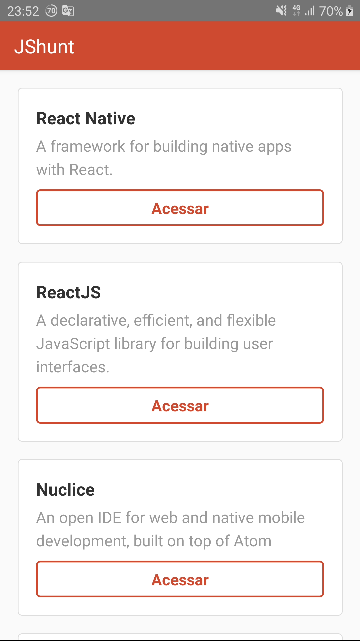 23:52 78 4G 70%
JShunt
React Native
A framework for building native apps
with React.
Acessar
ReactJS
A declarative, efficient, and flexible
JavaScript library for building user
interfaces.
Acessar
Nuclice
An open IDE for web and native mobile
development, built on top of Atom
Acessar